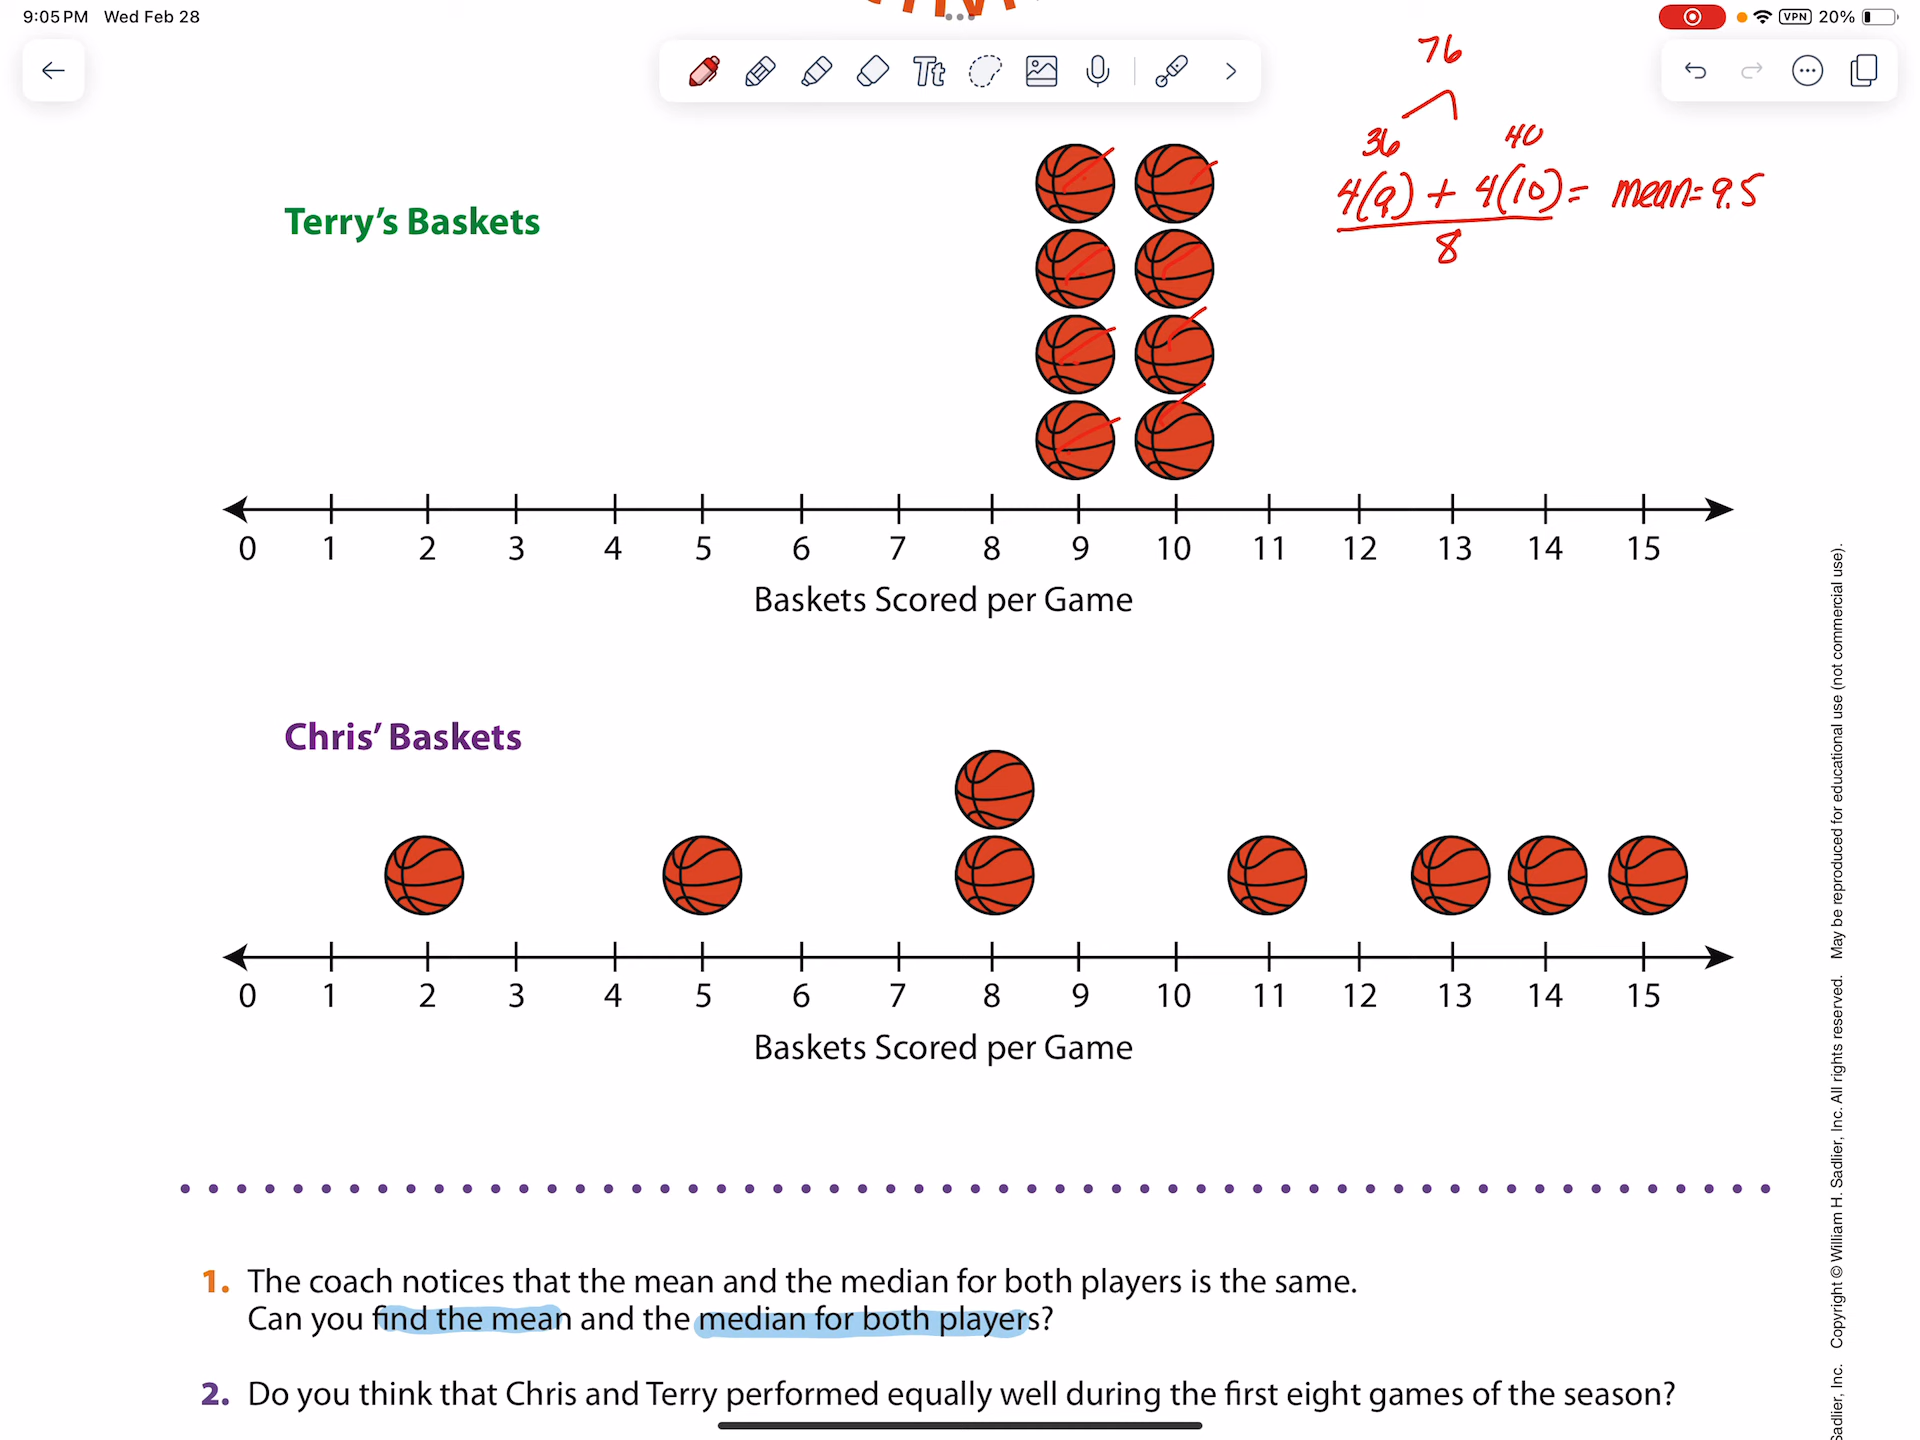 9:05 PM Wed Feb 28
VPN 20%
Tt
76
36 40
4(9) + 4(10) = mean = 9.5
8
Terry's Baskets
0 1 2 3 4 5 6 7 8 9 10 11 12 13 14 15
Baskets Scored per Game
Chris' Baskets
0 1 2 3 4 5 6 7 8 9 10 11 12 13 14 15
Baskets Scored per Game
1. The coach notices that the mean and the median for both players is the same.
Can you find the mean and the median for both players?
2. Do you think that Chris and Terry performed equally well during the first eight games of the season?
Sadlier, Inc. Copyright © William H. Sadlier, Inc. All rights reserved. May be reproduced for educational use (not commercial use).